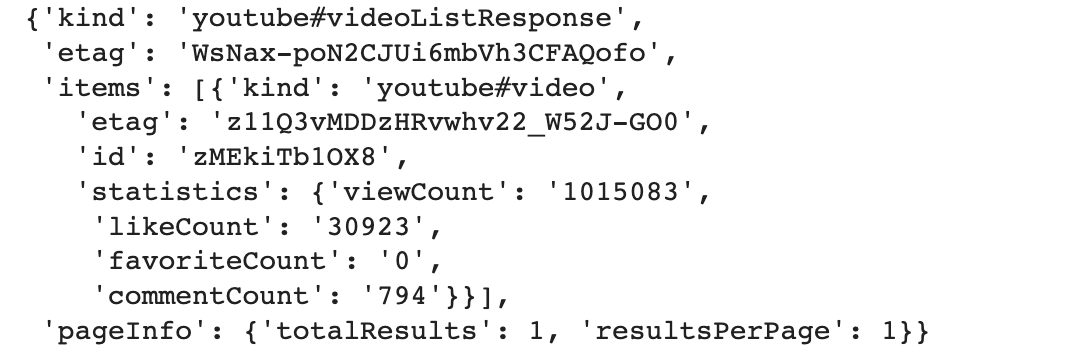 {'kind': 'youtube#videoListResponse',
'etag': 'WsNax-poN2CJUi6mbVh3CFAQofo',
'items': [{'kind': 'youtube#video',
'etag': 'z11Q3vMDDzHRvwhv22_W52J-GO0',
'id': 'zMEkiTb1OX8',
'statistics': {'viewCount': '1015083',
'likeCount': '30923',
'favoriteCount': '0',
'commentCount': '794'}}],
'pageInfo': {'totalResults': 1, 'resultsPerPage': 1}}